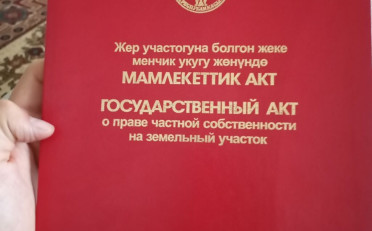 Жер участогуна болгон жеке
менчик укугу жөнүндө
МАМЛЕКЕТТИК АКТ
ГОСУДАРСТВЕННЫЙ АКТ
о праве частной собственности
на земельный участок